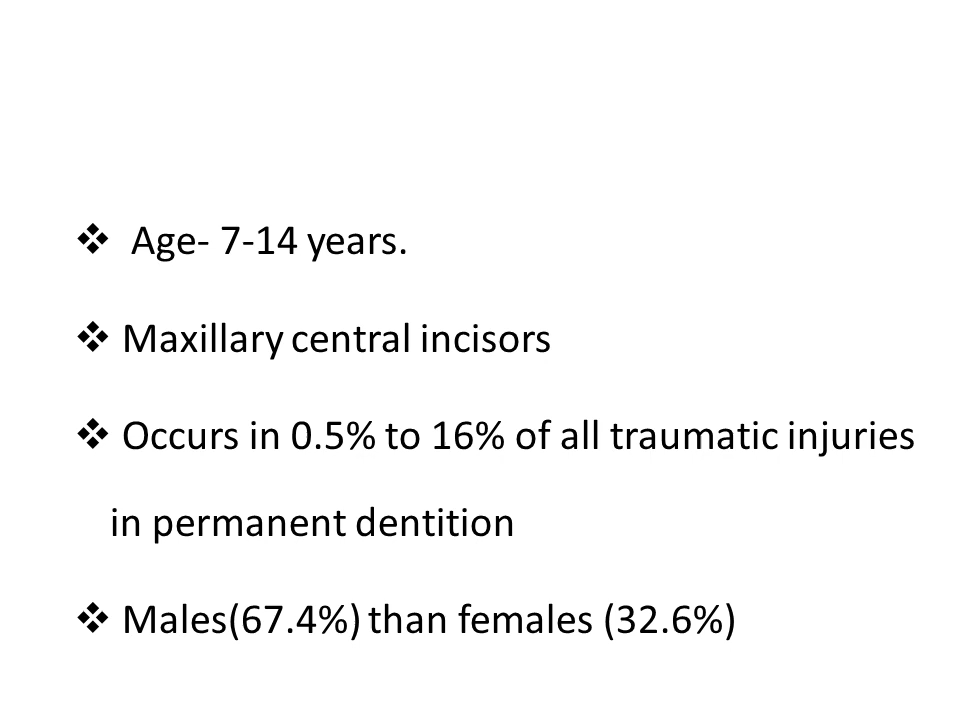 ❖ Age- 7-14 years.
❖ Maxillary central incisors
❖ Occurs in 0.5% to 16% of all traumatic injuries
in permanent dentition
❖ Males(67.4%) than females (32.6%)